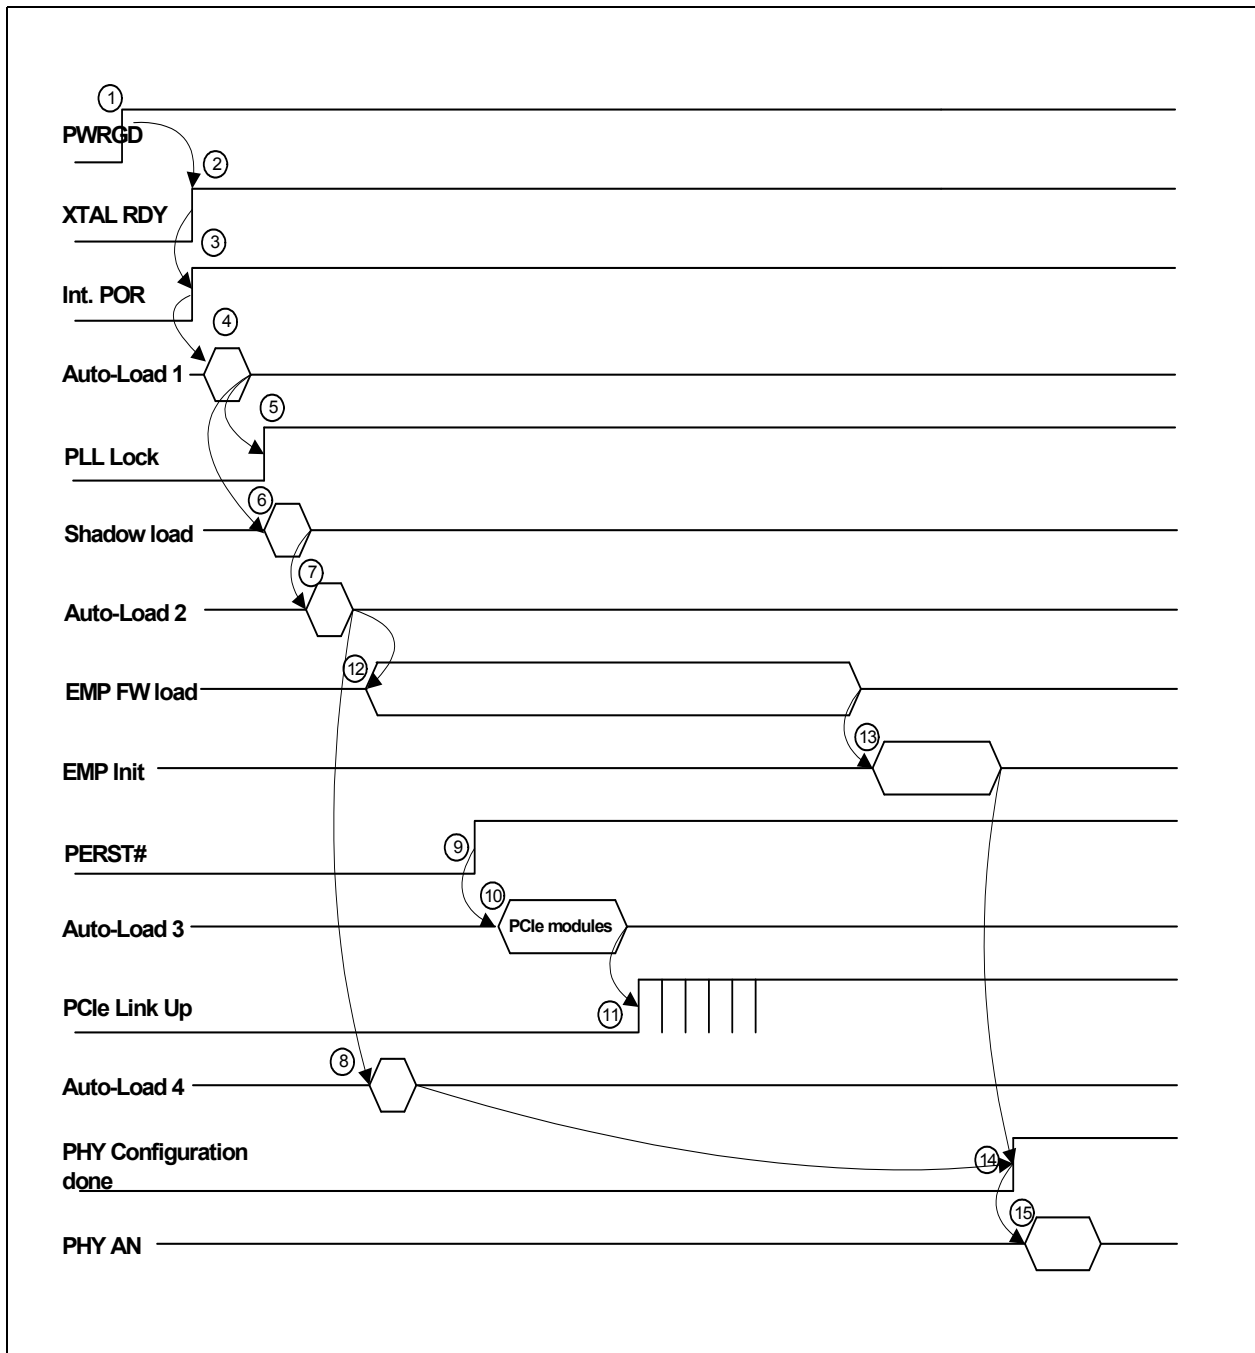 1
PWRGD
2
XTAL RDY
3
Int. POR
4
Auto-Load 1
5
PLL Lock
6
Shadow load
7
Auto-Load 2
12
EMP FW load
13
EMP Init
9
PERST#
10
Auto-Load 3
PCIe modules
PCIe Link Up
11
8
Auto-Load 4
PHY Configuration
done
14
15
PHY AN